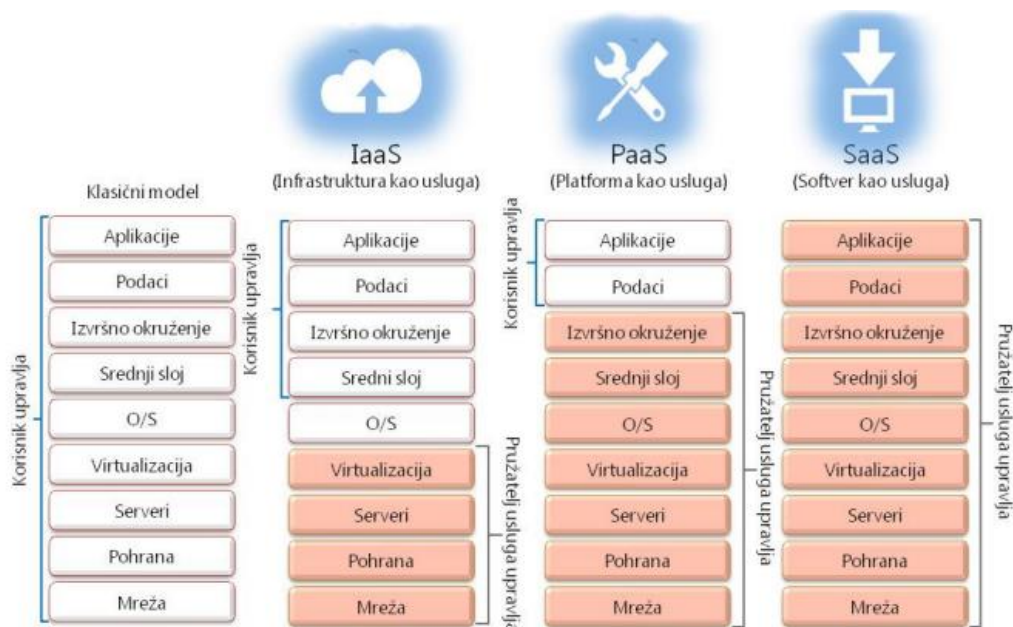 IaaS
(Infrastruktura kao usluga)
PaaS
(Platforma kao usluga)
SaaS
(Softver kao usluga)
Klasični model
Korisnik upravlja
Aplikacije
Podaci
Izvršno okruženje
Srednji sloj
O/S
Virtualizacija
Serveri
Pohrana
Mreža
Korisnik upravlja
Aplikacije
Podaci
Izvršno okruženje
Sredni sloj
O/S
Virtualizacija
Serveri
Pohrana
Mreža
Pružatelj usluga upravlja
Korisnik upravlja
Aplikacije
Podaci
Izvršno okruženje
Srednji sloj
O/S
Virtualizacija
Serveri
Pohrana
Mreža
Pružatelj usluga upravlja
Aplikacije
Podaci
Izvršno okruženje
Srednji sloj
O/S
Virtualizacija
Serveri
Pohrana
Mreža
Pružatelj usluga upravlja